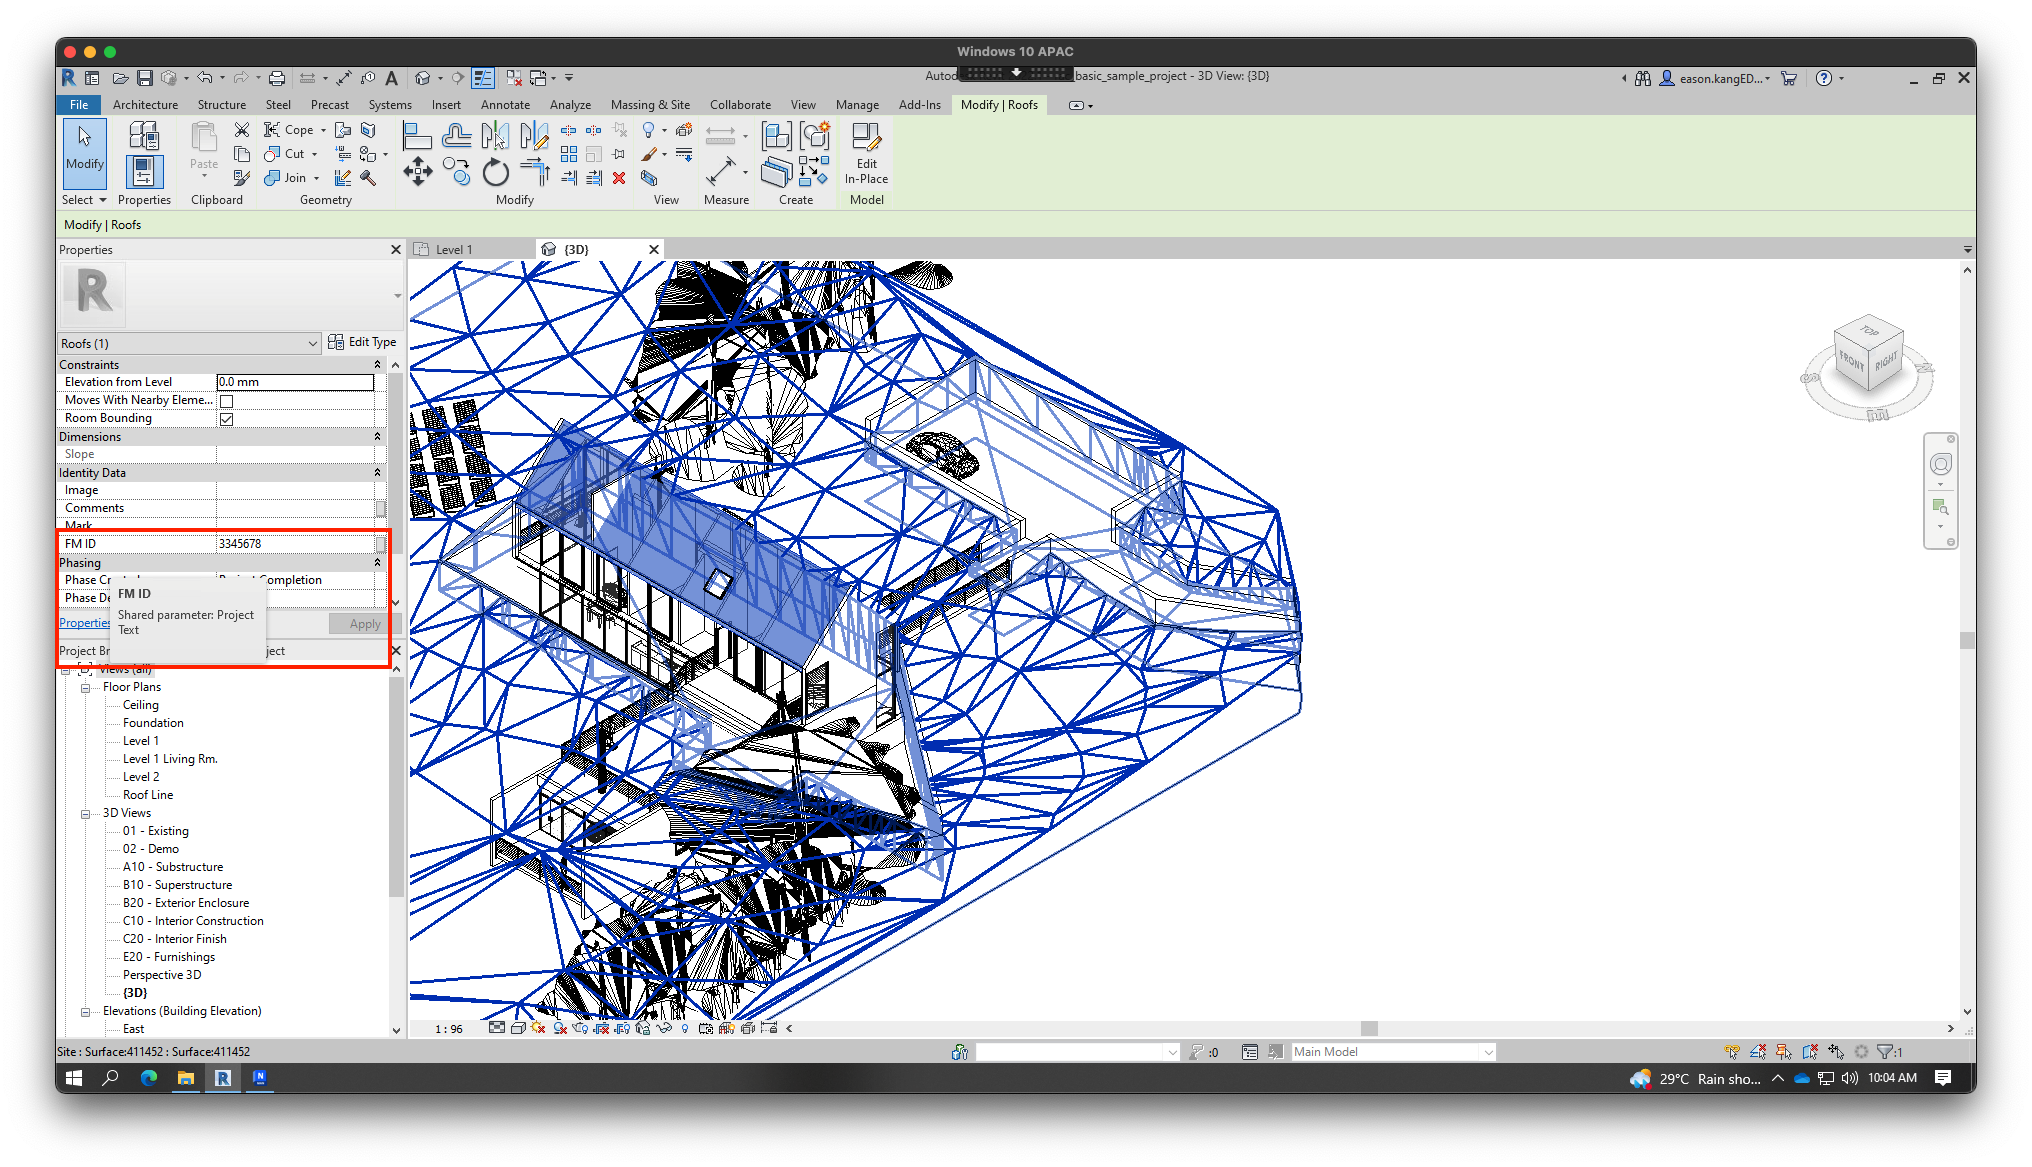 Windows 10 APAC
Autod
_basic_sample_project - 3D View: {3D}
eason.kangED...
File Architecture Structure Steel Precast Systems Insert Annotate Analyze Massing & Site Collaborate View Manage Add-Ins Modify | Roofs
Modify
Paste
Cope
Cut
Join
Edit
In-Place
Select Properties Clipboard Geometry Modify View Measure Create Model
Modify | Roofs
Properties
Level 1
{3D}
R
Roofs (1)
Edit Type
Constraints
Elevation from Level 0.0 mm
Moves With Nearby Eleme...
Room Bounding
Dimensions
Slope
Identity Data
Image
Comments
Mark
FM ID 3345678
Phasing
Phase Cr
Completion
Phase De
FM ID
Shared parameter: Project
Text
Properties
Apply
Project Br
ject
Views (all)
Floor Plans
Ceiling
Foundation
Level 1
Level 1 Living Rm.
Level 2
Roof Line
3D Views
01 - Existing
02 - Demo
A10 - Substructure
B10 - Superstructure
B20 - Exterior Enclosure
C10 - Interior Construction
C20 - Interior Finish
E20 - Furnishings
Perspective 3D
{3D}
Elevations (Building Elevation)
East
TOP
FRONT
RIGHT
1 : 96
Site : Surface:411452 : Surface:411452
:0
Main Model
:1
29°C Rain sho...
10:04 AM